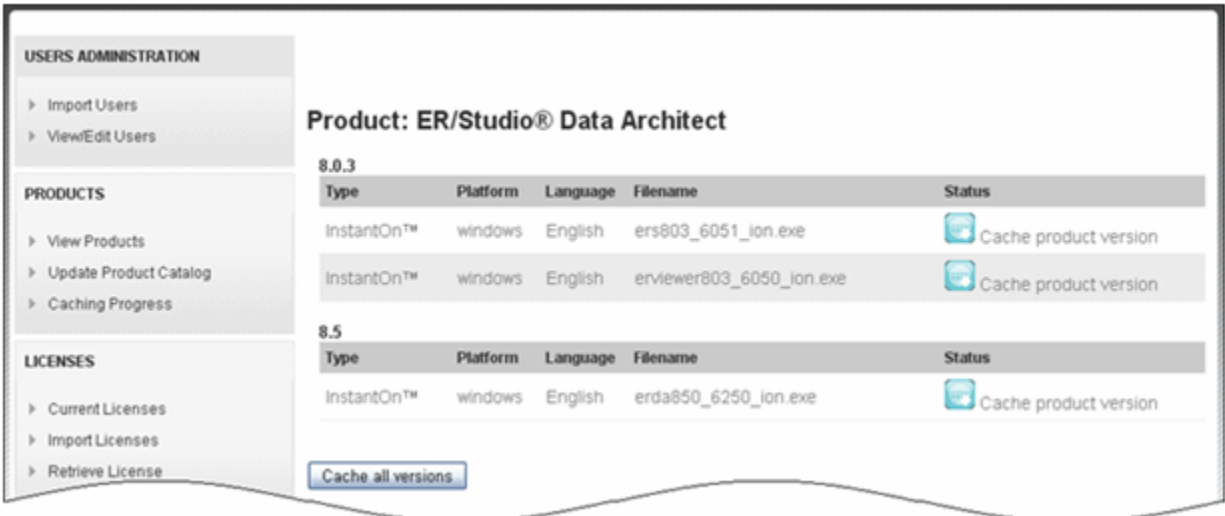 USERS ADMINISTRATION
Import Users
View/Edit Users
PRODUCTS
View Products
Update Product Catalog
Caching Progress
LICENSES
Current Licenses
Import Licenses
Retrieve License
Product: ER/Studio® Data Architect
8.0.3
Type Platform Language Filename Status
InstantOn™ windows English ers803_6051_ion.exe Cache product version
InstantOn™ windows English erviewer803_6050_ion.exe Cache product version
8.5
Type Platform Language Filename Status
InstantOn™ windows English erda850_6250_ion.exe Cache product version
Cache all versions